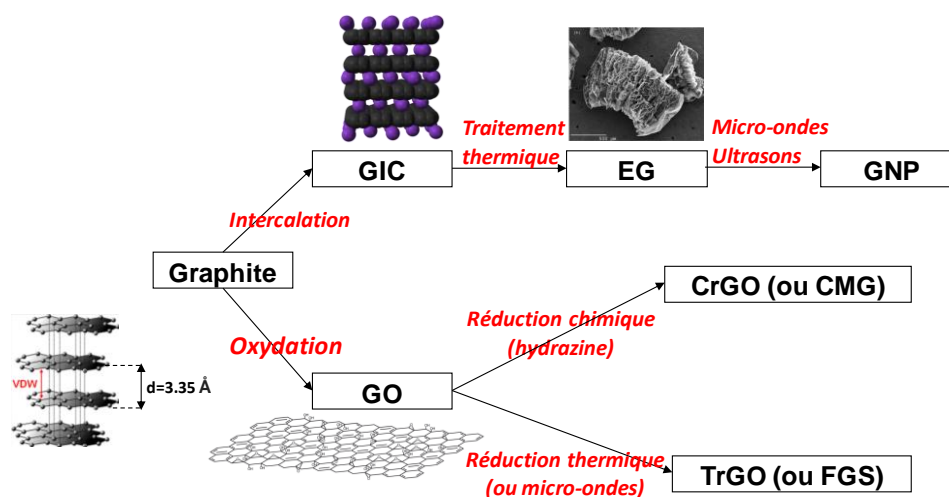 Traitement
thermique
Micro-ondes
Ultrasons
GIC
EG
GNP
Intercalation
Graphite
CrGO (ou CMG)
Oxydation
Réduction chimique
(hydrazine)
VDW
d=3.35 Å
GO
Réduction thermique
(ou micro-ondes)
TrGO (ou FGS)